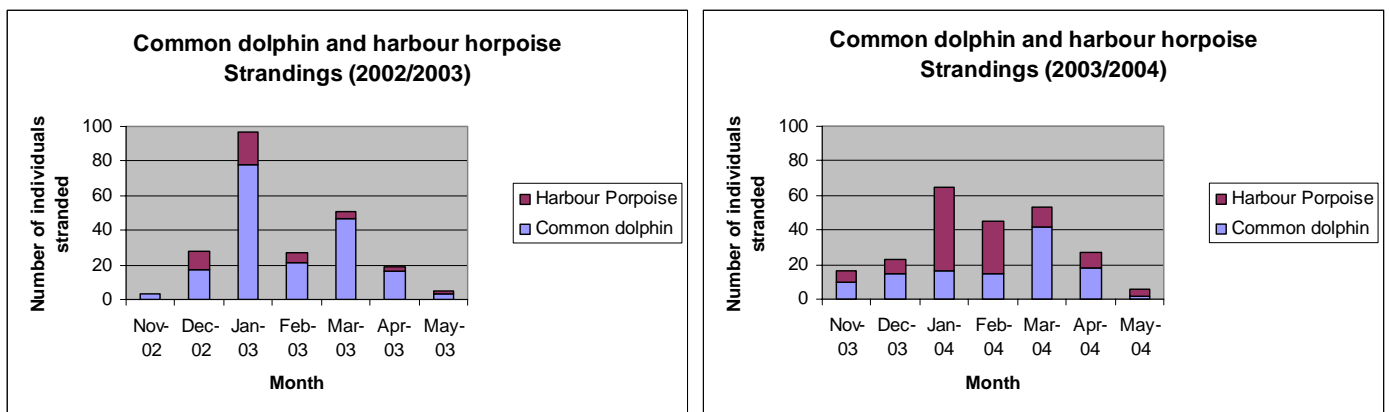 Common dolphin and harbour horpoise
Strandings (2002/2003)
Number of individuals
stranded
100
80
60
40
20
0
Nov-
02
Dec-
02
Jan-
03
Feb-
03
Mar-
03
Apr-
03
May-
03
Month
Harbour Porpoise
Common dolphin
Common dolphin and harbour horpoise
Strandings (2003/2004)
Number of individuals
stranded
100
80
60
40
20
0
Nov-
03
Dec-
03
Jan-
04
Feb-
04
Mar-
04
Apr-
04
May-
04
Month
Harbour Porpoise
Common dolphin